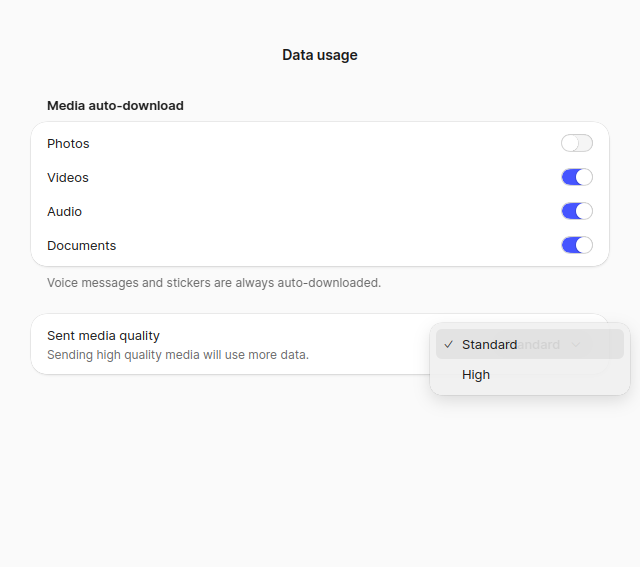 Data usage
Media auto-download
Photos
Videos
Audio
Documents
Voice messages and stickers are always auto-downloaded.
Sent media quality
Sending high quality media will use more data.
Standard
High